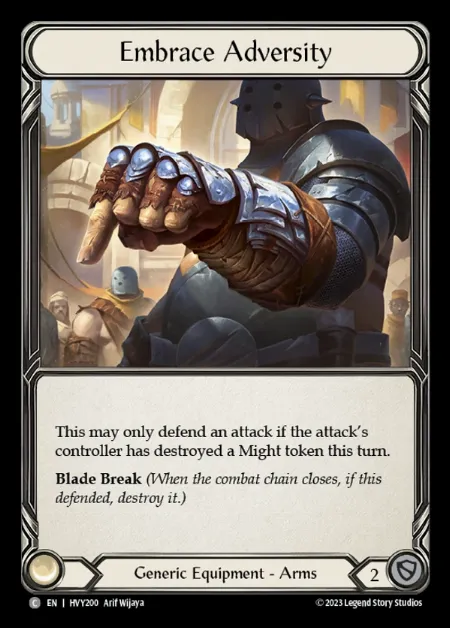 Embrace Adversity
This may only defend an attack if the attack's
controller has destroyed a Might token this turn.
Blade Break (When the combat chain closes, if this
defended, destroy it.)
Generic Equipment - Arms
2
C EN | HVY200 Arif Wijaya
© 2023 Legend Story Studios